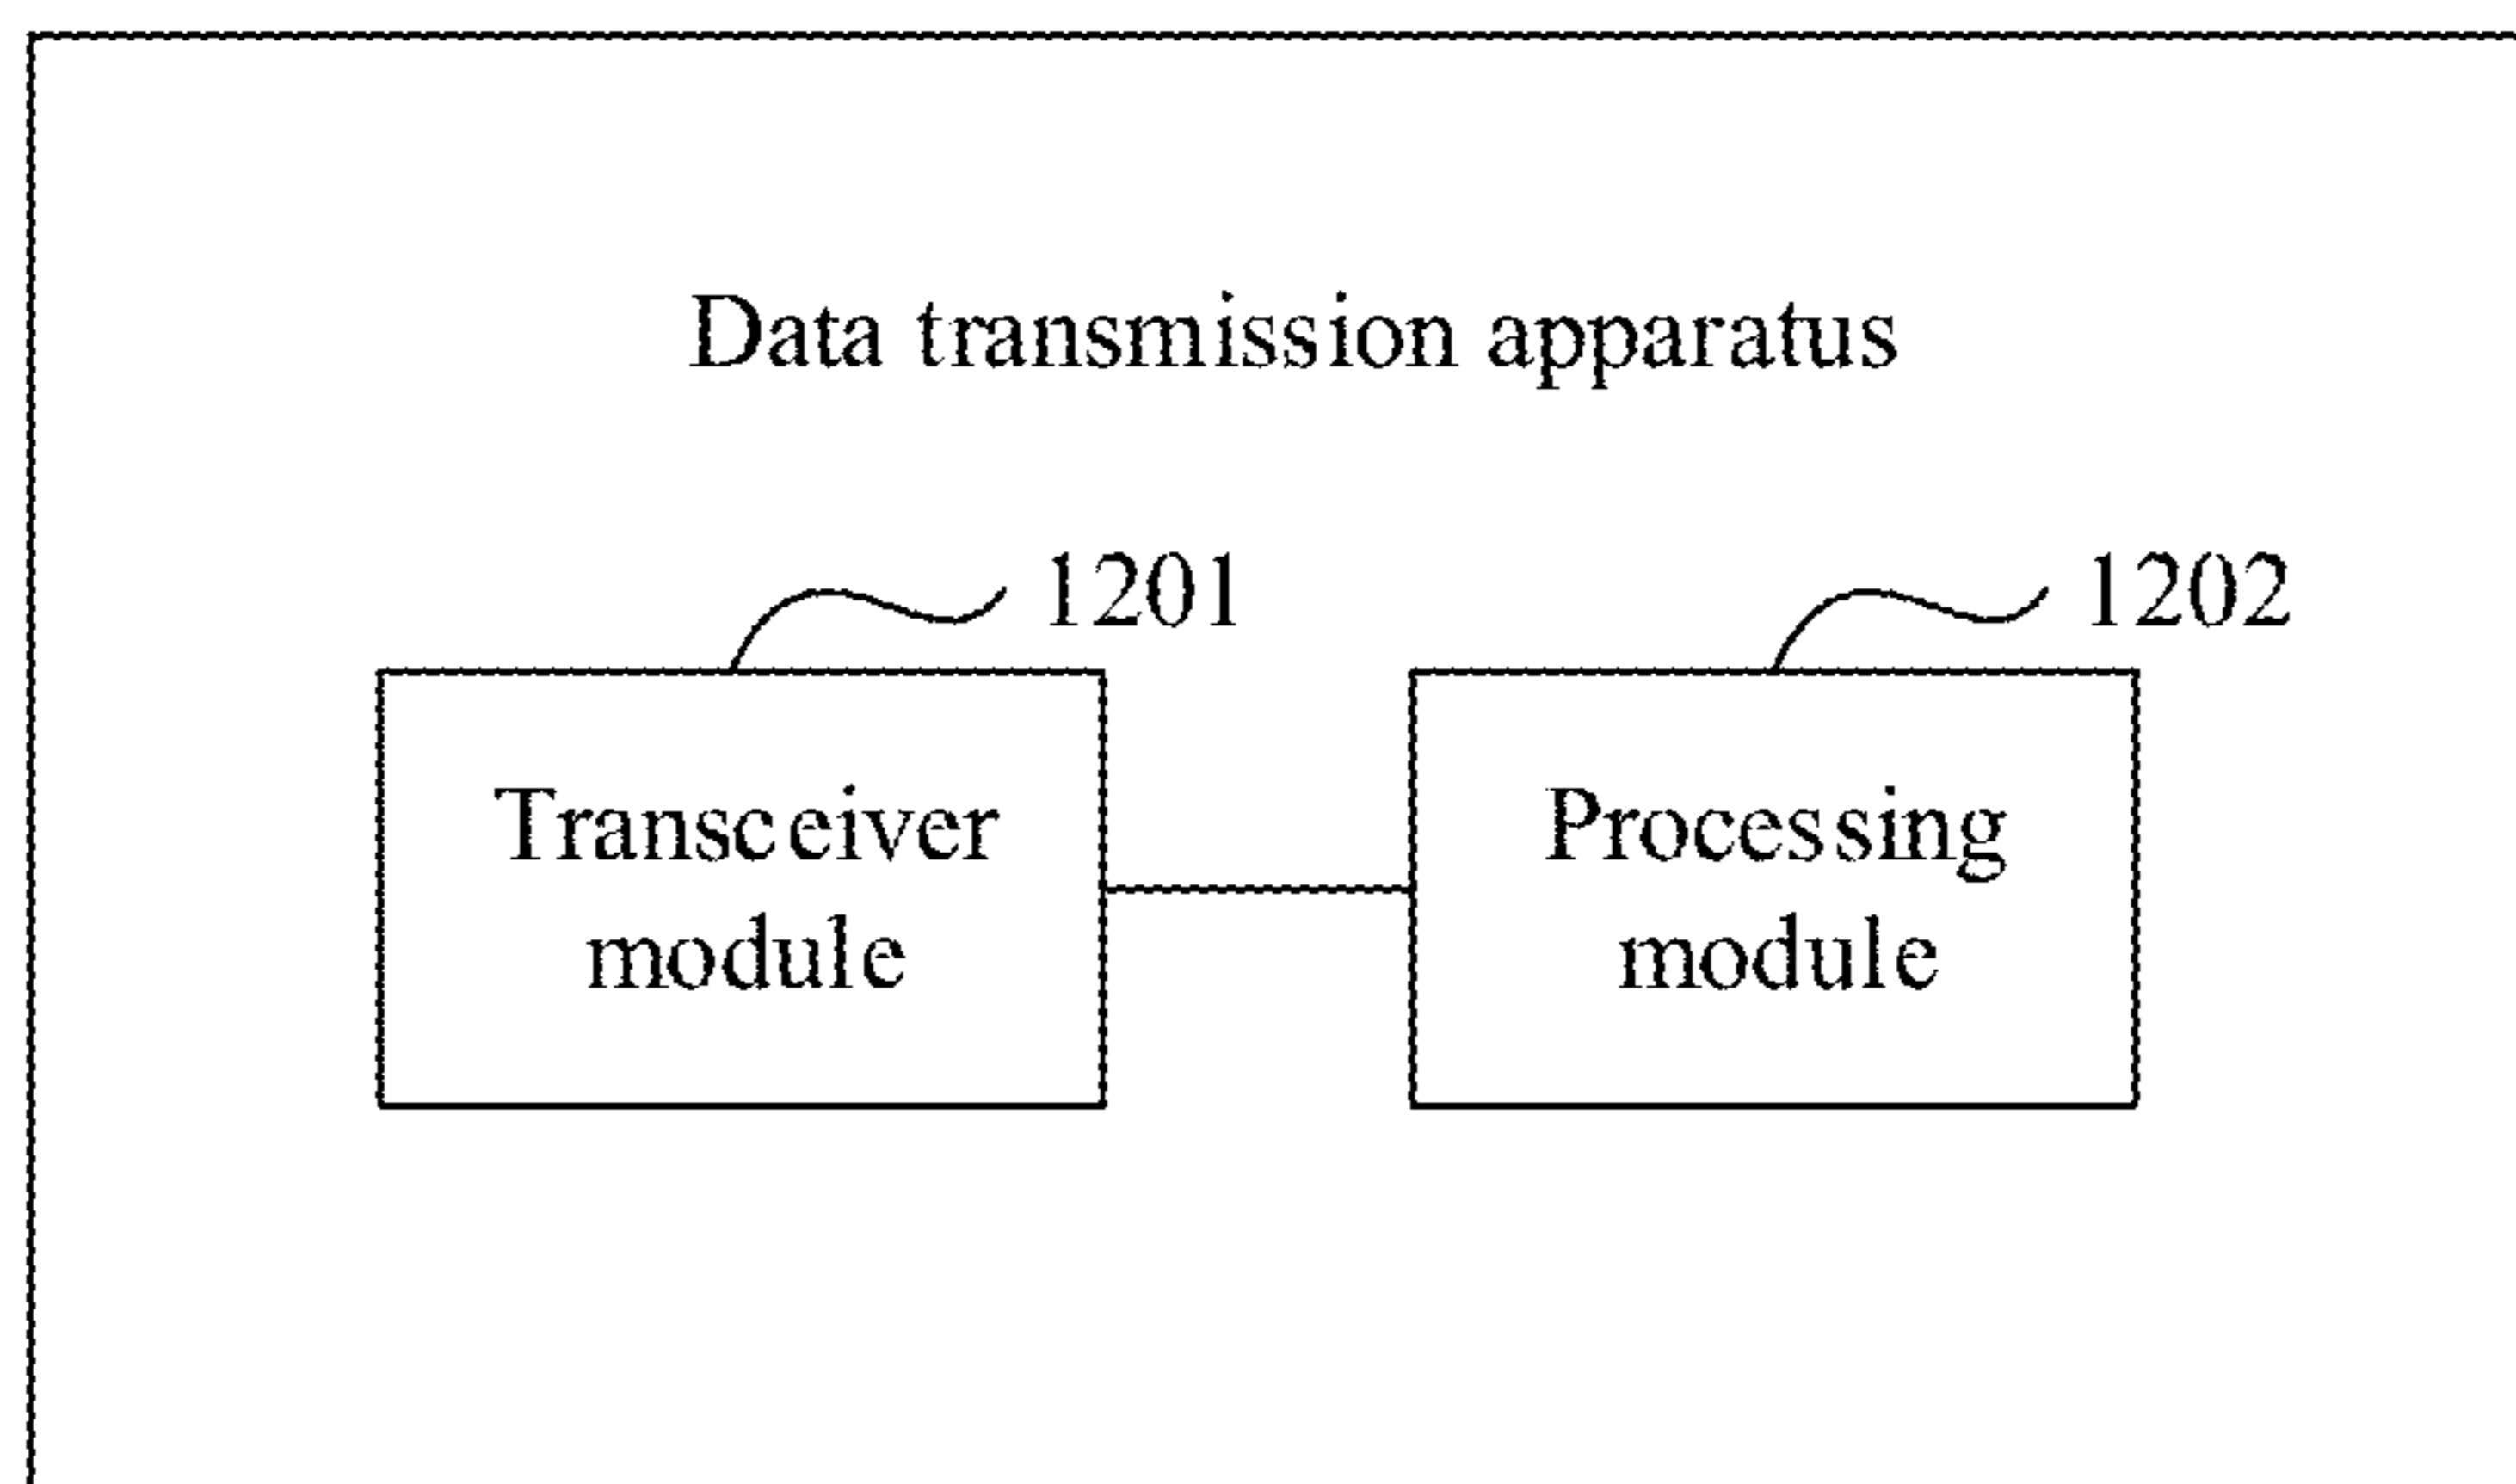 Data transmission apparatus
1201
1202
Transceiver
module
Processing
module